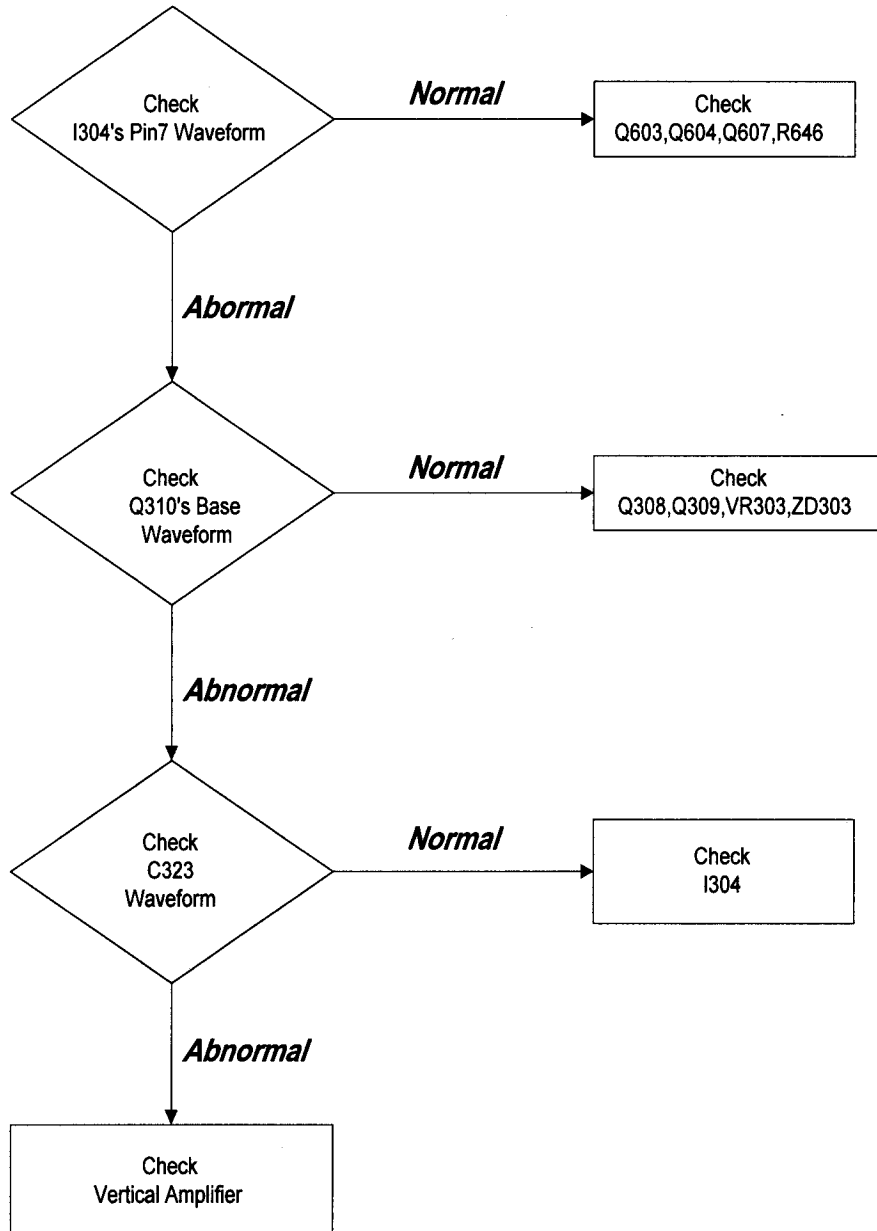 Check
I304's Pin7 Waveform
Normal
Check
Q603,Q604,Q607,R646
Abormal
Check
Q310's Base
Waveform
Normal
Check
Q308,Q309,VR303,ZD303
Abnormal
Check
C323
Waveform
Normal
Check
I304
Abnormal
Check
Vertical Amplifier